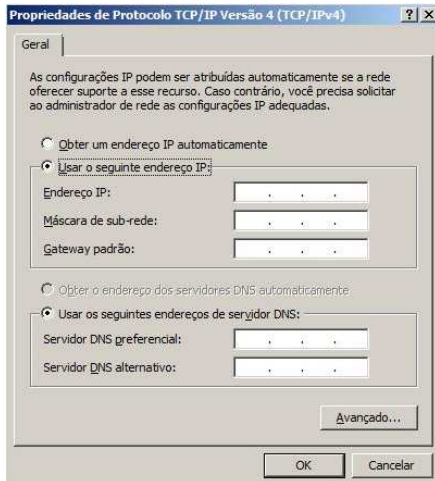 Propriedades de Protocolo TCP/IP Versão 4 (TCP/IPv4)
Geral
As configurações IP podem ser atribuídas automaticamente se a rede
oferecer suporte a esse recurso. Caso contrário, você precisa solicitar
ao administrador de rede as configurações IP adequadas.
Obter um endereço IP automaticamente
Usar o seguinte endereço IP:
Endereço IP:
Máscara de sub-rede:
Gateway padrão:
Obter o endereço dos servidores DNS automaticamente
Usar os seguintes endereços de servidor DNS:
Servidor DNS preferencial:
Servidor DNS alternativo:
Avançado...
OK Cancelar